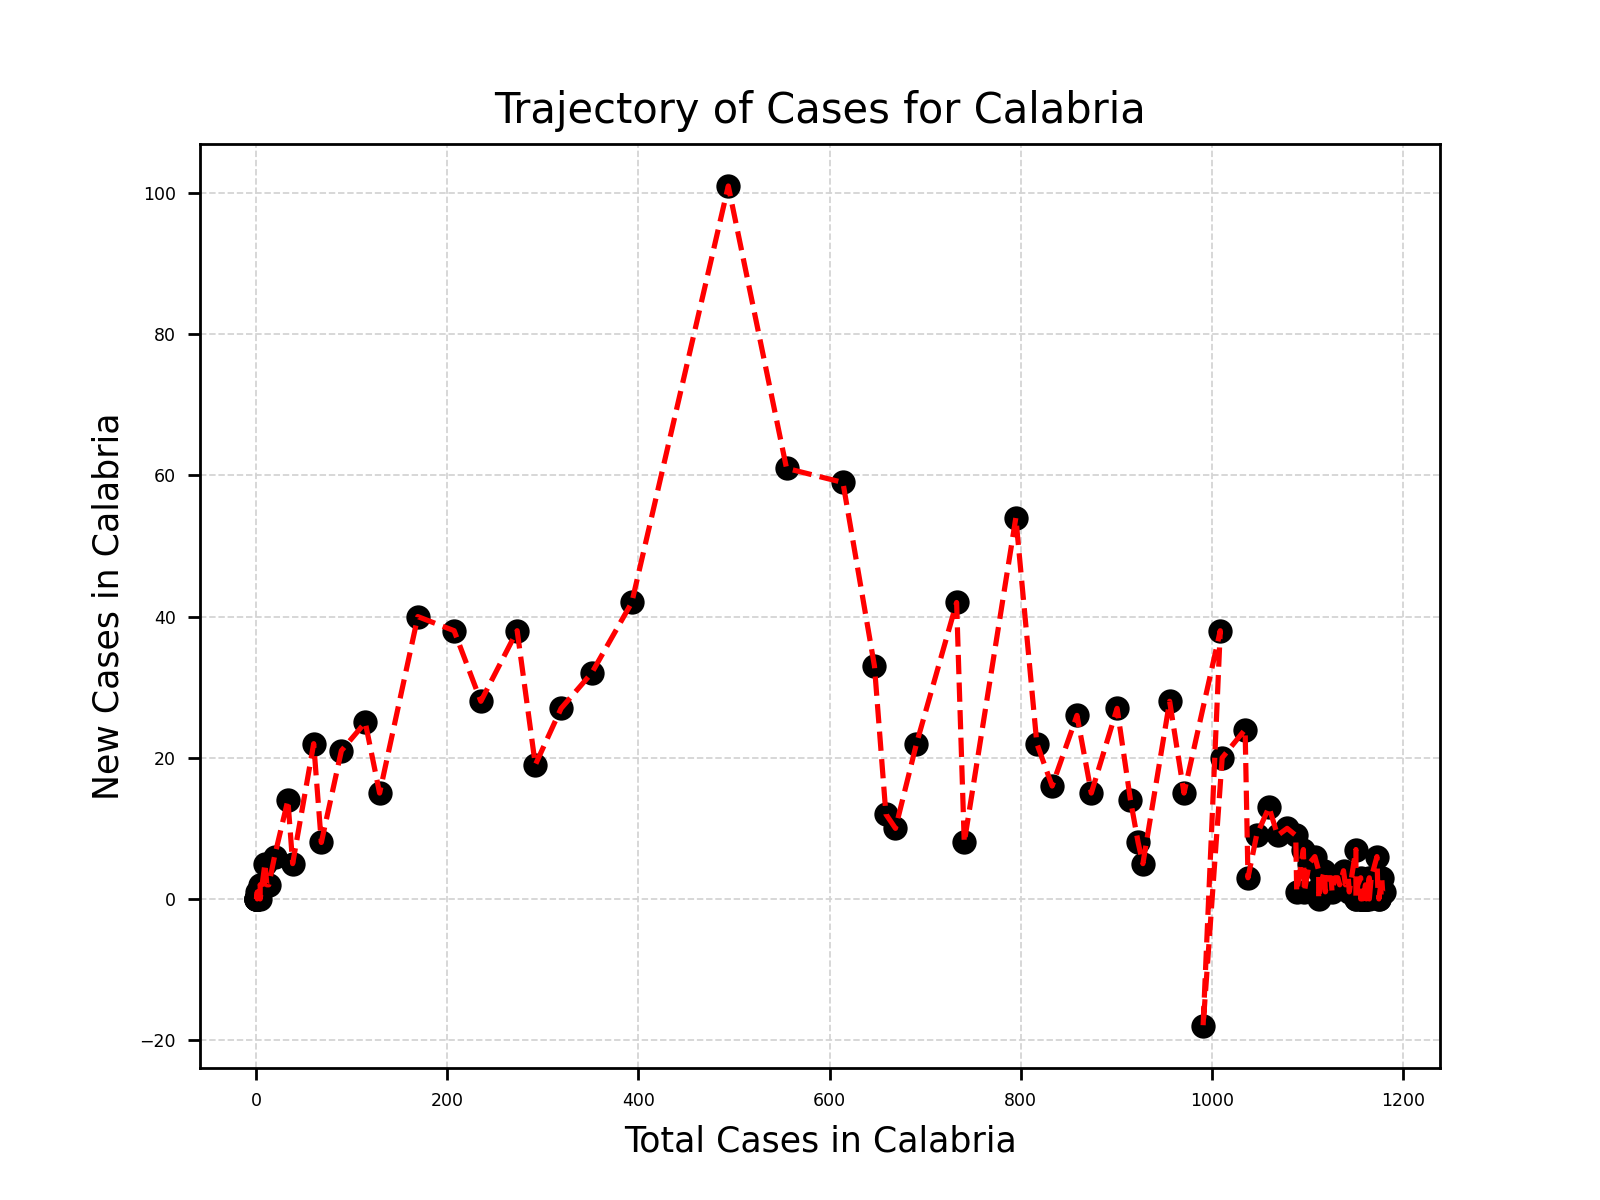 Trajectory of Cases for Calabria
New Cases in Calabria
100
80
60
40
20
0
−20
0 200 400 600 800 1000 1200
Total Cases in Calabria